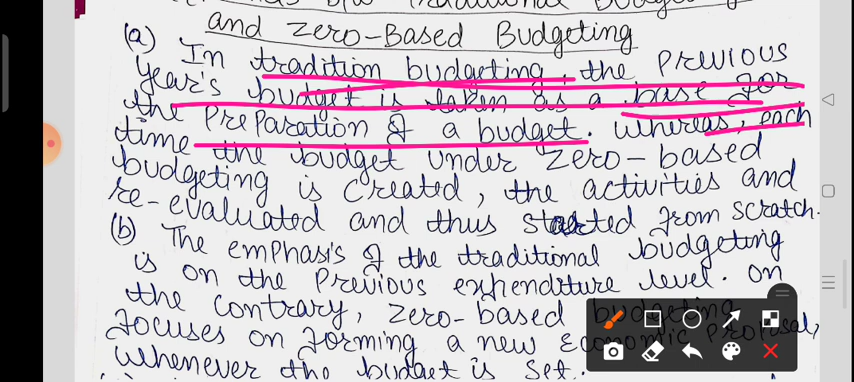 Traditional Budgeting
and Zero-Based Budgeting
(a) In tradition budgeting, the previous
year's budget is taken as a base for
the preparation of a budget. Whereas, each
time the budget under zero-based
budgeting is created, the activities and
re-evaluated and thus started from scratch.
(b) The emphasis of the traditional budgeting
is on the previous expenditure level. On
the contrary, zero-based budgeting
focuses on forming a new Economic proposal,
whenever the budget is set.